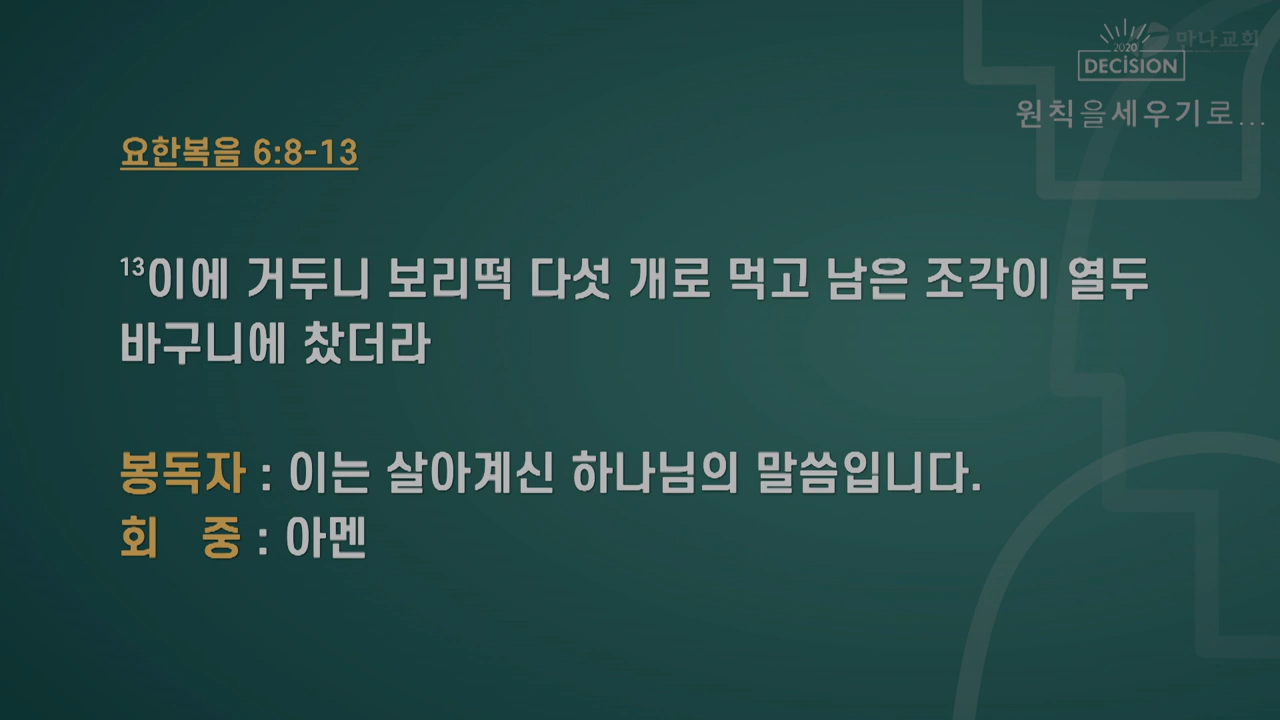 만나교회
2020
DECISION
원칙을세우기로...
요한복음 6:8-13
13이에 거두니 보리떡 다섯 개로 먹고 남은 조각이 열두
바구니에 찼더라
봉독자 : 이는 살아계신 하나님의 말씀입니다.
회 중 : 아멘